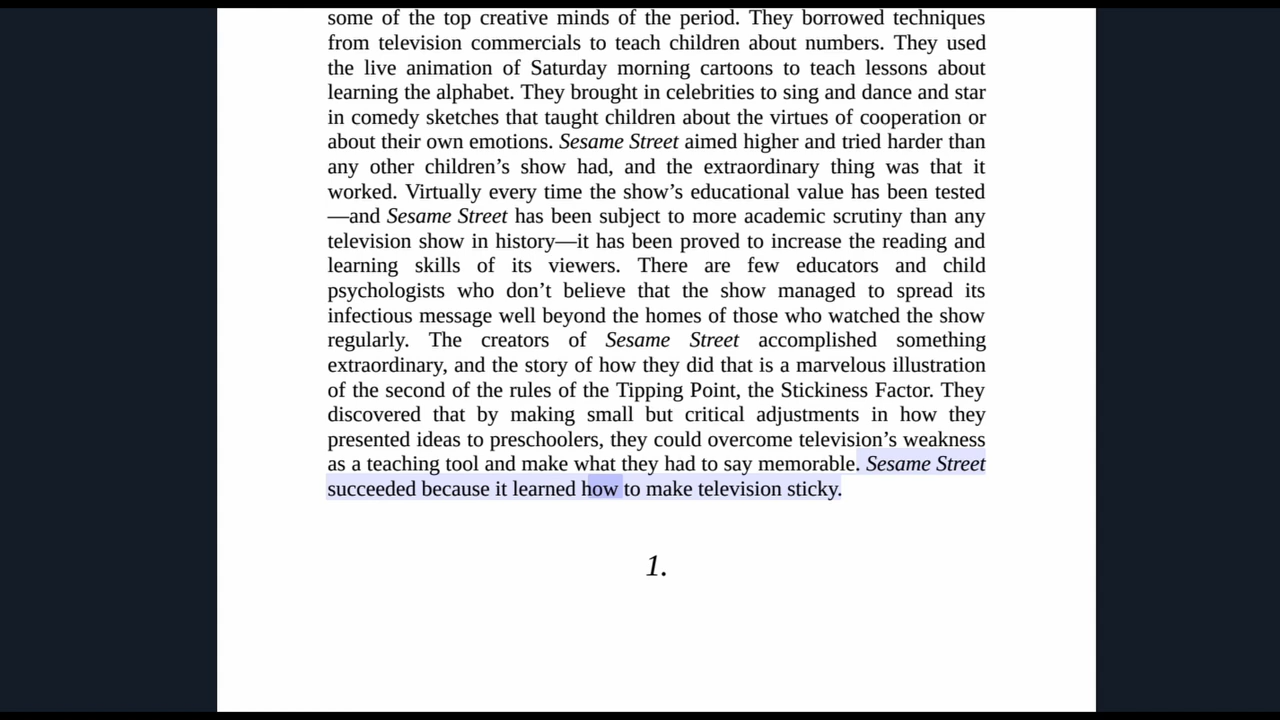 some of the top creative minds of the period. They borrowed techniques
from television commercials to teach children about numbers. They used
the live animation of Saturday morning cartoons to teach lessons about
learning the alphabet. They brought in celebrities to sing and dance and star
in comedy sketches that taught children about the virtues of cooperation or
about their own emotions. Sesame Street aimed higher and tried harder than
any other children’s show had, and the extraordinary thing was that it
worked. Virtually every time the show’s educational value has been tested
—and Sesame Street has been subject to more academic scrutiny than any
television show in history—it has been proved to increase the reading and
learning skills of its viewers. There are few educators and child
psychologists who don’t believe that the show managed to spread its
infectious message well beyond the homes of those who watched the show
regularly. The creators of Sesame Street accomplished something
extraordinary, and the story of how they did that is a marvelous illustration
of the second of the rules of the Tipping Point, the Stickiness Factor. They
discovered that by making small but critical adjustments in how they
presented ideas to preschoolers, they could overcome television’s weakness
as a teaching tool and make what they had to say memorable. Sesame Street
succeeded because it learned how to make television sticky.
1.